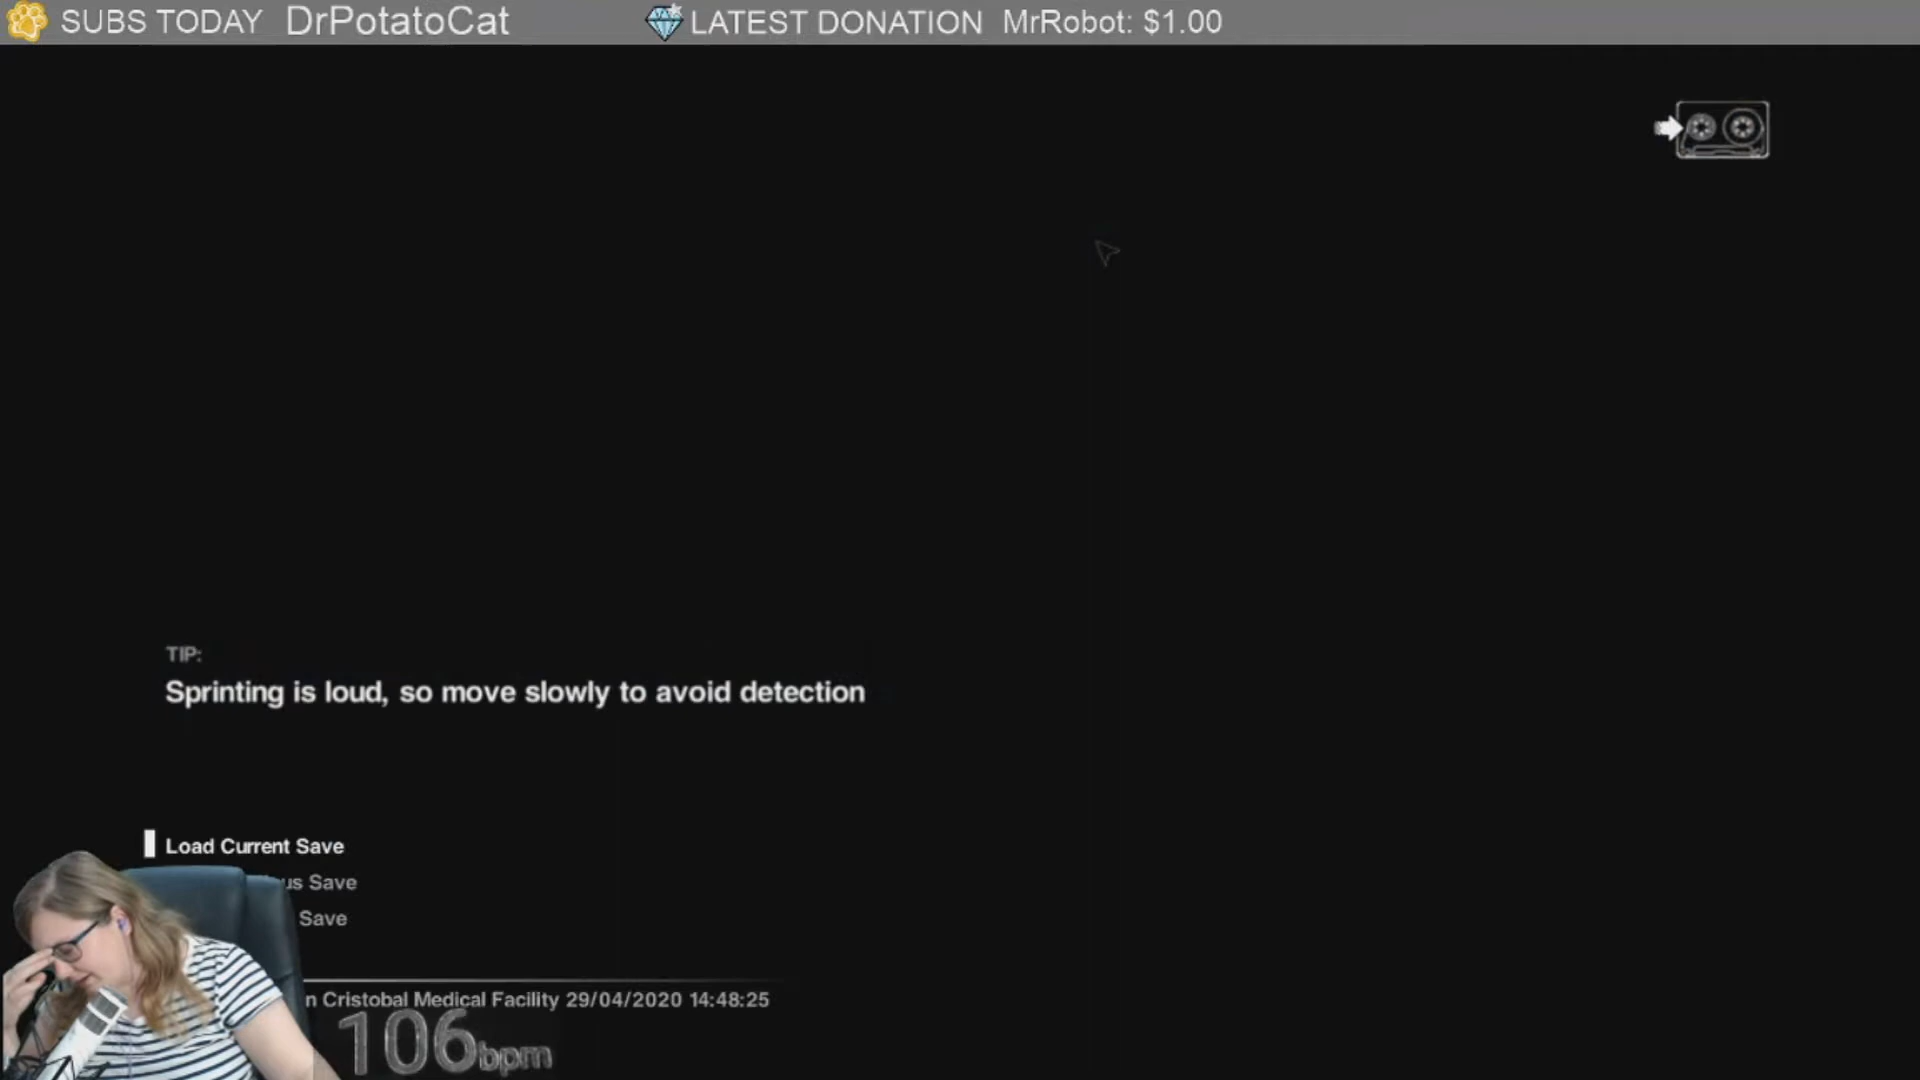 SUBS TODAY DrPotatoCat LATEST DONATION MrRobot: $1.00
TIP:
Sprinting is loud, so move slowly to avoid detection
Load Current Save
Save
Save
Cristobal Medical Facility 29/04/2020 14:48:25
106bpm